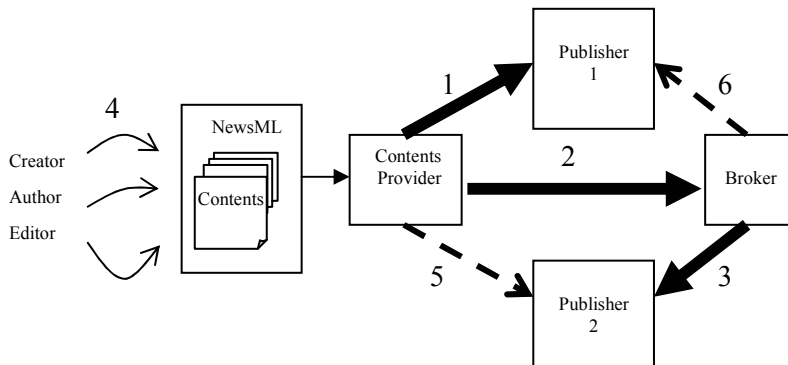 4
Creator
Author
Editor
NewsML
Contents
Contents
Provider
1
2
5
Publisher
1
6
Broker
3
Publisher
2